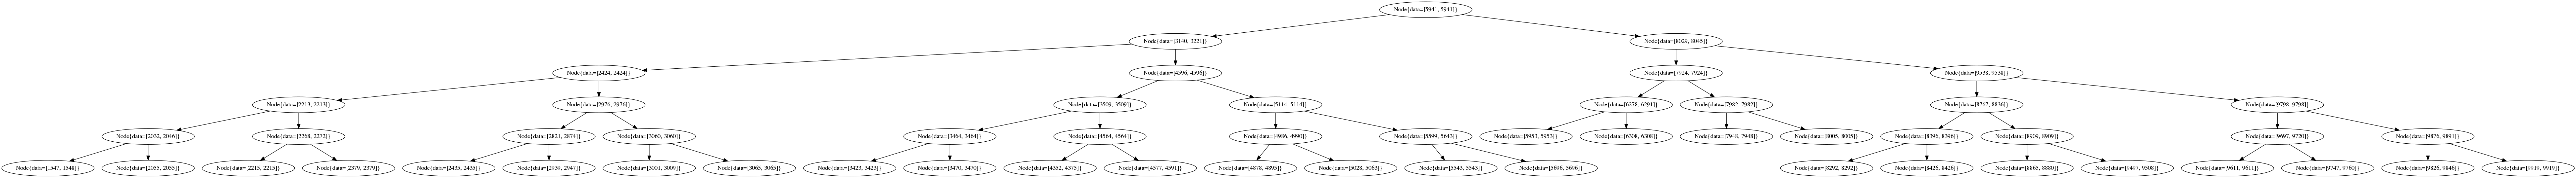 Node{data=[5941, 5941]}
Node{data=[3140, 3221]}
Node{data=[8029, 8045]}
Node{data=[2424, 2424]}
Node{data=[4596, 4596]}
Node{data=[7924, 7924]}
Node{data=[9538, 9538]}
Node{data=[2213, 2213]}
Node{data=[2976, 2976]}
Node{data=[3509, 3509]}
Node{data=[5114, 5114]}
Node{data=[6278, 6291]}
Node{data=[7982, 7982]}
Node{data=[8767, 8836]}
Node{data=[9798, 9798]}
Node{data=[2032, 2046]}
Node{data=[2268, 2272]}
Node{data=[2821, 2874]}
Node{data=[3060, 3060]}
Node{data=[3464, 3464]}
Node{data=[4564, 4564]}
Node{data=[4986, 4990]}
Node{data=[5599, 5643]}
Node{data=[5953, 5953]}
Node{data=[6308, 6308]}
Node{data=[7948, 7948]}
Node{data=[8005, 8005]}
Node{data=[8396, 8396]}
Node{data=[8909, 8909]}
Node{data=[9697, 9720]}
Node{data=[9876, 9891]}
Node{data=[1547, 1548]}
Node{data=[2055, 2055]}
Node{data=[2215, 2215]}
Node{data=[2379, 2379]}
Node{data=[2435, 2435]}
Node{data=[2939, 2947]}
Node{data=[3001, 3009]}
Node{data=[3065, 3065]}
Node{data=[3423, 3423]}
Node{data=[3470, 3470]}
Node{data=[4352, 4375]}
Node{data=[4577, 4591]}
Node{data=[4878, 4895]}
Node{data=[5028, 5063]}
Node{data=[5543, 5543]}
Node{data=[5696, 5696]}
Node{data=[8292, 8292]}
Node{data=[8426, 8426]}
Node{data=[8865, 8880]}
Node{data=[9497, 9508]}
Node{data=[9611, 9611]}
Node{data=[9747, 9760]}
Node{data=[9826, 9846]}
Node{data=[9919, 9919]}